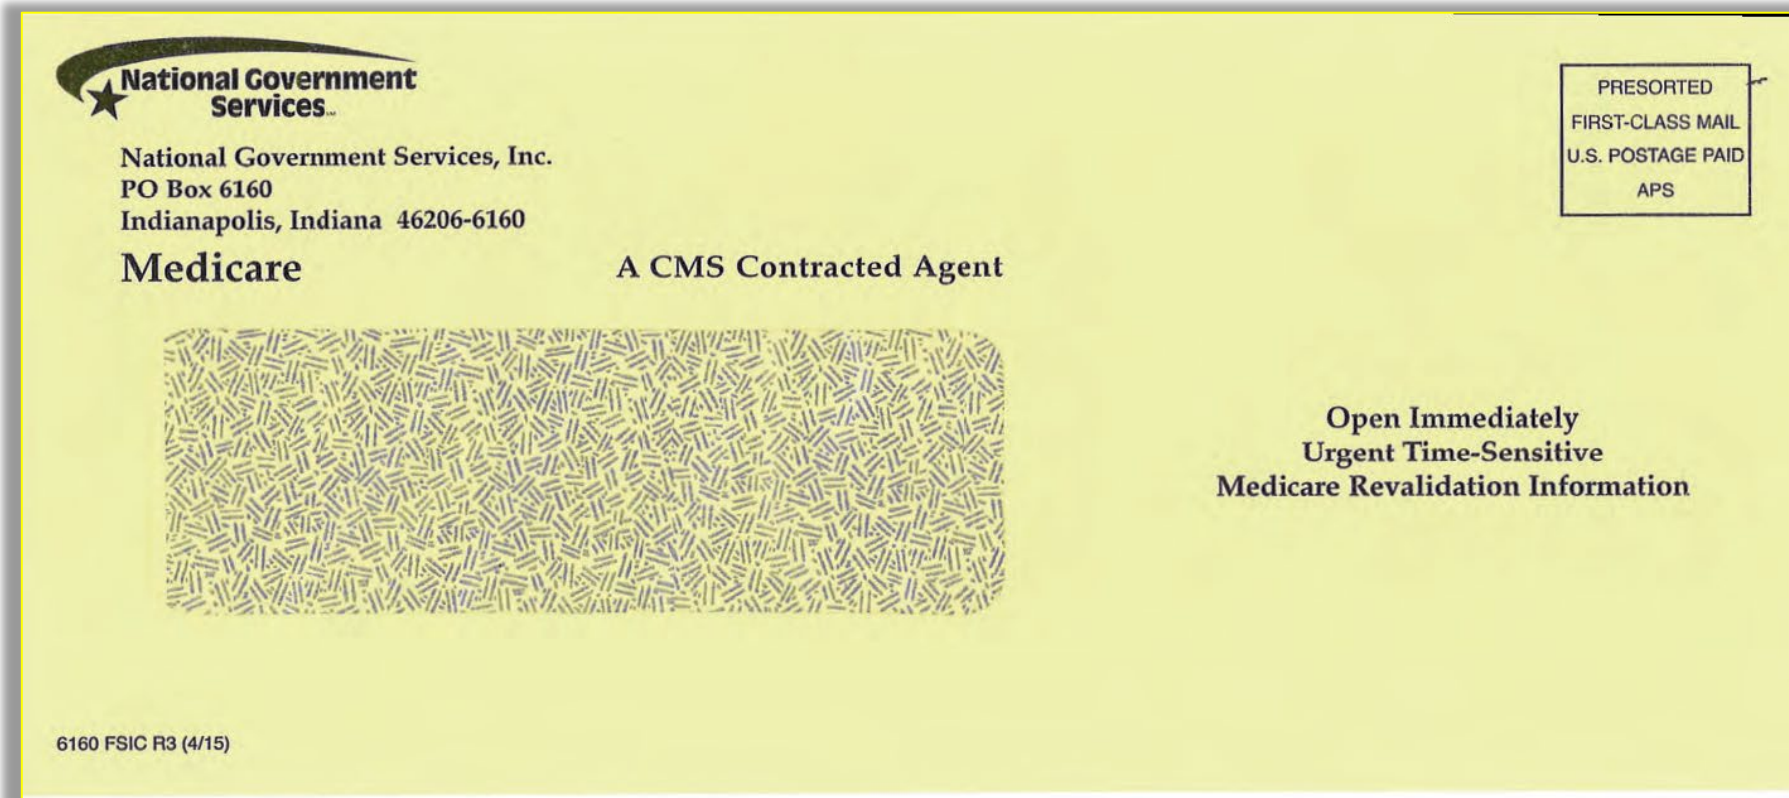 National Government
Services
National Government Services, Inc.
PO Box 6160
Indianapolis, Indiana 46206-6160
Medicare
A CMS Contracted Agent
PRESORTED
FIRST-CLASS MAIL
U.S. POSTAGE PAID
APS
Open Immediately
Urgent Time-Sensitive
Medicare Revalidation Information
6160 FSIC R3 (4/15)